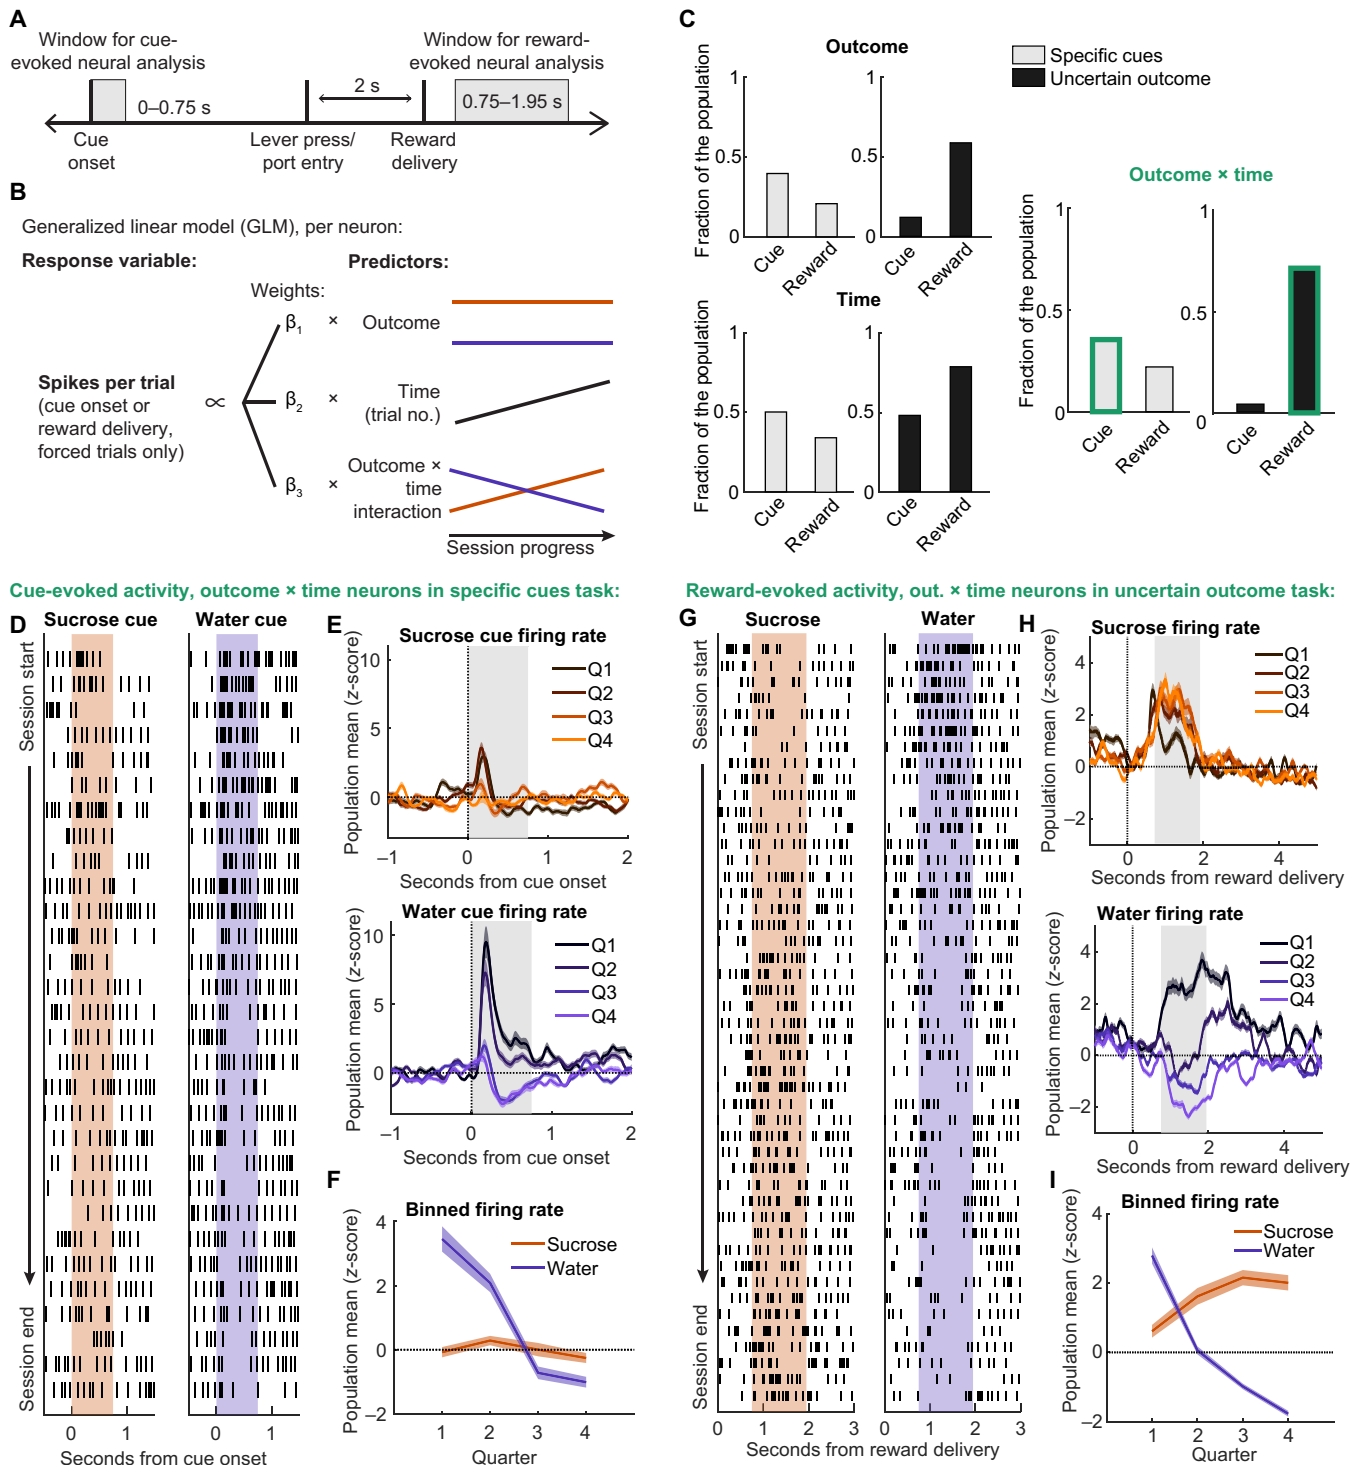 A
Window for cue-
evoked neural analysis
Window for reward-
evoked neural analysis
0–0.75 s
2 s
0.75–1.95 s
Cue
onset
Lever press/
port entry
Reward
delivery
B
Generalized linear model (GLM), per neuron:
Response variable:
Predictors:
Weights:
β1 × Outcome
Spikes per trial
(cue onset or
reward delivery,
forced trials only)
∝
β2 × Time
(trial no.)
β3 × Outcome ×
time
interaction
Session progress
C
Outcome
Specific cues
Uncertain outcome
Fraction of the population
1
0.5
0
Cue
Reward
1
0.5
0
Cue
Reward
Time
Fraction of the population
1
0.5
0
Cue
Reward
1
0.5
0
Cue
Reward
Outcome × time
Fraction of the population
1
0.5
0
Cue
Reward
1
0.5
0
Cue
Reward
Cue-evoked activity, outcome × time neurons in specific cues task:
D
Sucrose cue
Water cue
Session start
Session end
0 1
0 1
Seconds from cue onset
E
Sucrose cue firing rate
Population mean (z-score)
10
5
0
Q1
Q2
Q3
Q4
–1 0 1 2
Seconds from cue onset
Water cue firing rate
Population mean (z-score)
10
5
0
Q1
Q2
Q3
Q4
–1 0 1 2
Seconds from cue onset
F
Binned firing rate
Population mean (z-score)
4
2
0
–2
Sucrose
Water
1 2 3 4
Quarter
Reward-evoked activity, out. × time neurons in uncertain outcome task:
G
Sucrose
Water
Session start
Session end
0 1 2 3
0 1 2 3
Seconds from reward delivery
H
Sucrose firing rate
Population mean (z-score)
4
2
0
–2
Q1
Q2
Q3
Q4
0 2 4
Seconds from reward delivery
Water firing rate
Population mean (z-score)
4
2
0
–2
Q1
Q2
Q3
Q4
0 2 4
Seconds from reward delivery
I
Binned firing rate
Population mean (z-score)
4
2
0
–2
Sucrose
Water
1 2 3 4
Quarter